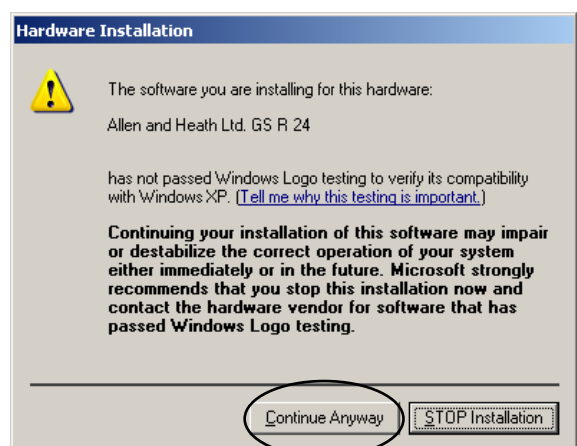 Hardware Installation
The software you are installing for this hardware:
Allen and Heath Ltd. GS R 24
has not passed Windows Logo testing to verify its compatibility
with Windows XP. (Tell me why this testing is important.)
Continuing your installation of this software may impair
or destabilize the correct operation of your system
either immediately or in the future. Microsoft strongly
recommends that you stop this installation now and
contact the hardware vendor for software that has
passed Windows Logo testing.
Continue Anyway
STOP Installation